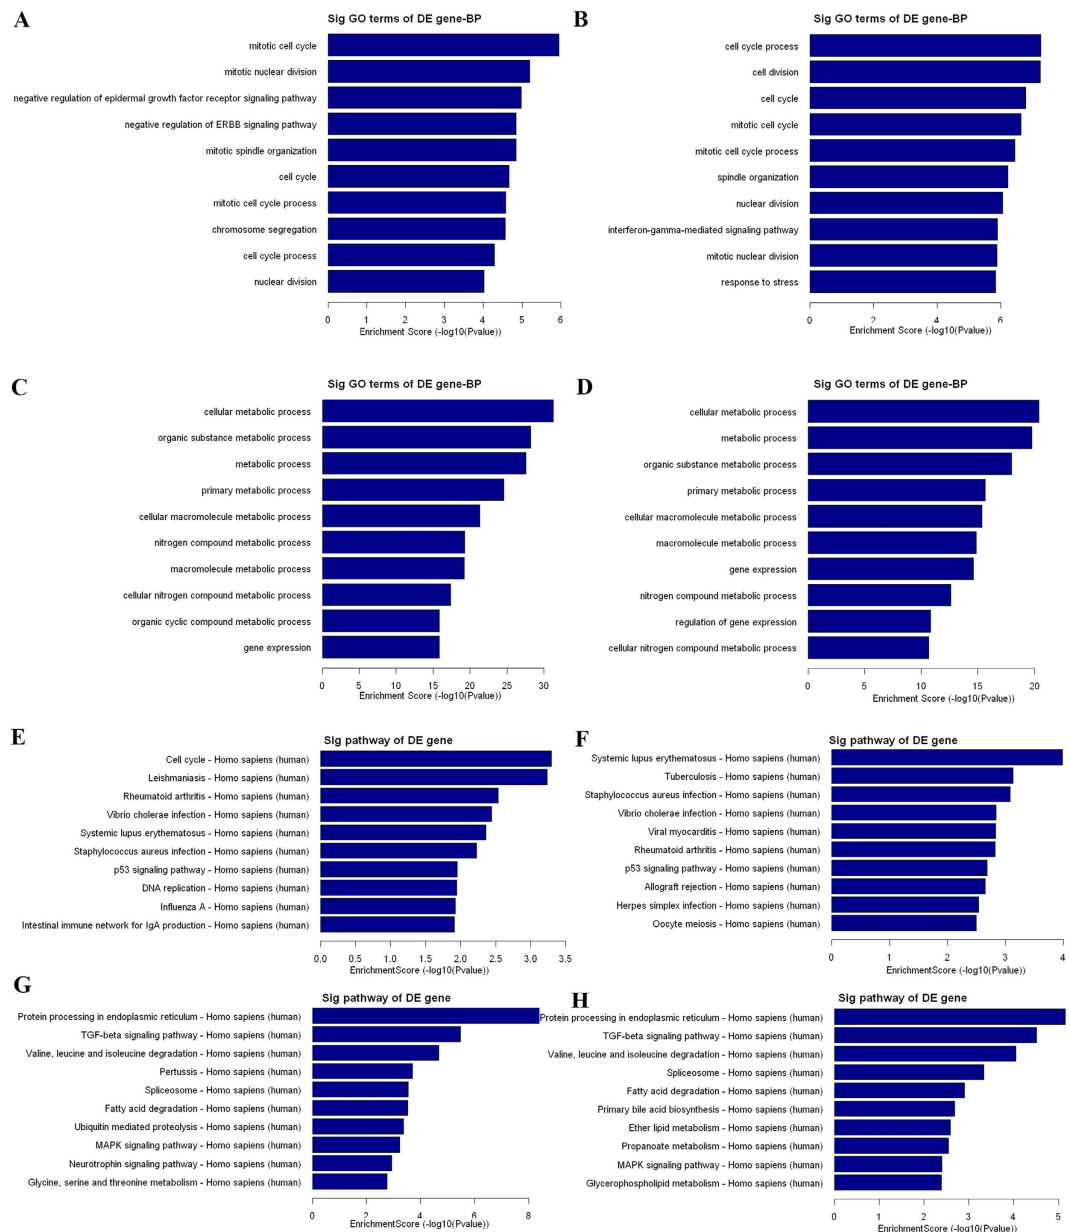 A
Sig GO terms of DE gene-BP
mitotic cell cycle
mitotic nuclear division
negative regulation of epidermal growth factor receptor signaling pathway
negative regulation of ERBB signaling pathway
mitotic spindle organization
cell cycle
mitotic cell cycle process
chromosome segregation
cell cycle process
nuclear division
0 1 2 3 4 5 6
Enrichment Score (-log10(Pvalue))
B
Sig GO terms of DE gene-BP
cell cycle process
cell division
cell cycle
mitotic cell cycle
mitotic cell cycle process
spindle organization
nuclear division
interferon-gamma-mediated signaling pathway
mitotic nuclear division
response to stress
0 2 4 6
Enrichment Score (-log10(Pvalue))
C
Sig GO terms of DE gene-BP
cellular metabolic process
organic substance metabolic process
metabolic process
primary metabolic process
cellular macromolecule metabolic process
nitrogen compound metabolic process
macromolecule metabolic process
cellular nitrogen compound metabolic process
organic cyclic compound metabolic process
gene expression
0 5 10 15 20 25 30
Enrichment Score (-log10(Pvalue))
D
Sig GO terms of DE gene-BP
cellular metabolic process
metabolic process
organic substance metabolic process
primary metabolic process
cellular macromolecule metabolic process
macromolecule metabolic process
gene expression
nitrogen compound metabolic process
regulation of gene expression
cellular nitrogen compound metabolic process
0 5 10 15 20
Enrichment Score (-log10(Pvalue))
E
Sig pathway of DE gene
Cell cycle - Homo sapiens (human)
Leishmaniasis - Homo sapiens (human)
Rheumatoid arthritis - Homo sapiens (human)
Vibrio cholerae infection - Homo sapiens (human)
Systemic lupus erythematosus - Homo sapiens (human)
Staphylococcus aureus infection - Homo sapiens (human)
p53 signaling pathway - Homo sapiens (human)
DNA replication - Homo sapiens (human)
Influenza A - Homo sapiens (human)
Intestinal immune network for IgA production - Homo sapiens (human)
0.0 0.5 1.0 1.5 2.0 2.5 3.0 3.5
EnrichmentScore (-log10(Pvalue))
F
Sig pathway of DE gene
Systemic lupus erythematosus - Homo sapiens (human)
Tuberculosis - Homo sapiens (human)
Staphylococcus aureus infection - Homo sapiens (human)
Vibrio cholerae infection - Homo sapiens (human)
Viral myocarditis - Homo sapiens (human)
Rheumatoid arthritis - Homo sapiens (human)
p53 signaling pathway - Homo sapiens (human)
Allograft rejection - Homo sapiens (human)
Herpes simplex infection - Homo sapiens (human)
Oocyte meiosis - Homo sapiens (human)
0 1 2 3 4
EnrichmentScore (-log10(Pvalue))
G
Sig pathway of DE gene
Protein processing in endoplasmic reticulum - Homo sapiens (human)
TGF-beta signaling pathway - Homo sapiens (human)
Valine, leucine and isoleucine degradation - Homo sapiens (human)
Pertussis - Homo sapiens (human)
Spliceosome - Homo sapiens (human)
Fatty acid degradation - Homo sapiens (human)
Ubiquitin mediated proteolysis - Homo sapiens (human)
MAPK signaling pathway - Homo sapiens (human)
Neurotrophin signaling pathway - Homo sapiens (human)
Glycine, serine and threonine metabolism - Homo sapiens (human)
0 2 4 6 8
EnrichmentScore (-log10(Pvalue))
H
Sig pathway of DE gene
Protein processing in endoplasmic reticulum - Homo sapiens (human)
TGF-beta signaling pathway - Homo sapiens (human)
Valine, leucine and isoleucine degradation - Homo sapiens (human)
Spliceosome - Homo sapiens (human)
Fatty acid degradation - Homo sapiens (human)
Primary bile acid biosynthesis - Homo sapiens (human)
Ether lipid metabolism - Homo sapiens (human)
Propanoate metabolism - Homo sapiens (human)
MAPK signaling pathway - Homo sapiens (human)
Glycerophospholipid metabolism - Homo sapiens (human)
0 1 2 3 4 5
EnrichmentScore (-log10(Pvalue))